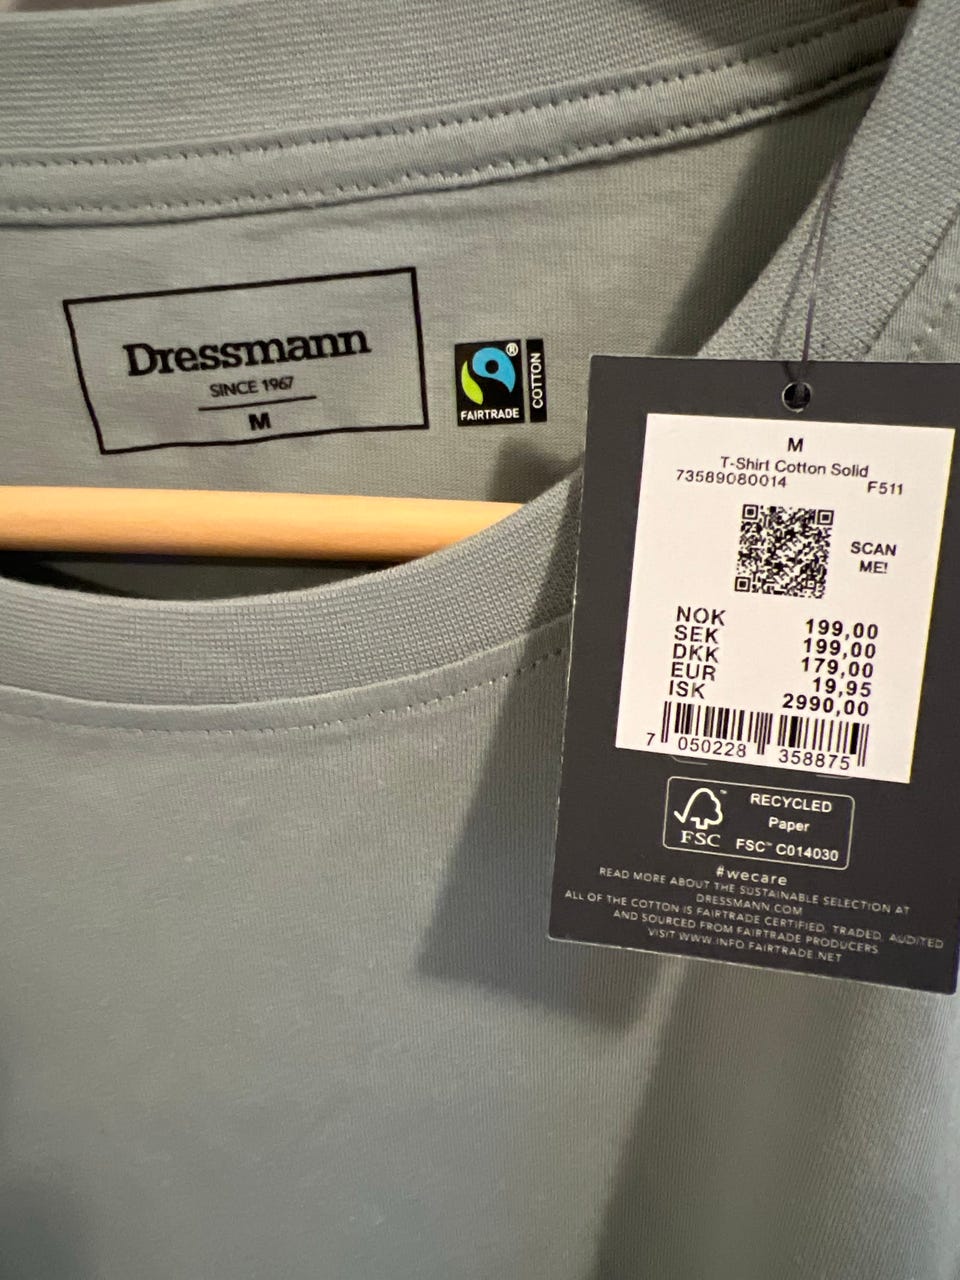 Dressmann
SINCE 1967
M
FAIRTRADE
®
COTTON
M
T-Shirt Cotton Solid
73589080014 F511
SCAN
ME!
NOK 199,00
SEK 199,00
DKK 179,00
EUR 19,95
ISK 2990,00
7 050228 358875
FSC™
RECYCLED
Paper
FSC™ C014030
#wecare
READ MORE ABOUT THE SUSTAINABLE SELECTION AT
DRESSMANN.COM
ALL OF THE COTTON IS FAIRTRADE CERTIFIED, TRADED, AUDITED
AND SOURCED FROM FAIRTRADE PRODUCERS
VISIT WWW.INFO.FAIRTRADE.NET